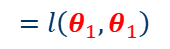 = l(θ₁, θ₁)